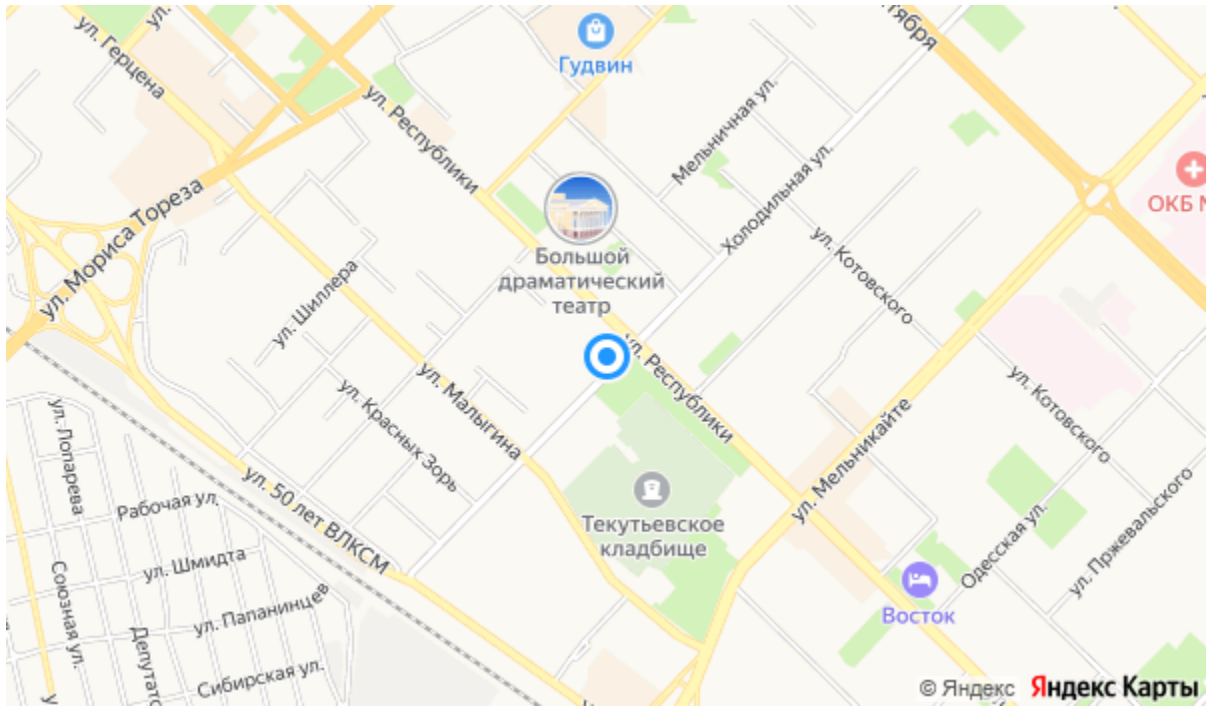 ул. Герцена
ул.
тября
Гудвин
ул. Республики
Мельничная ул.
ОКБ №
ул. Мориса Тореза
Холодильная ул.
ул. Котовского
Большой
драматический
театр
ул. Шиллера
ул. Республики
ул. Малыгина
ул. Красных Зорь
ул. Котовского
ул. Мельникайте
ул. Лопарева
Рабочая ул.
ул. 50 лет ВЛКСМ
Текутьевское
кладбище
Одесская ул.
ул. Пржевальского
ул. Шмидта
Союзная ул.
ул. Папанинцев
Депутатс
Восток
Сибирская ул.
© Яндекс Яндекс Карты